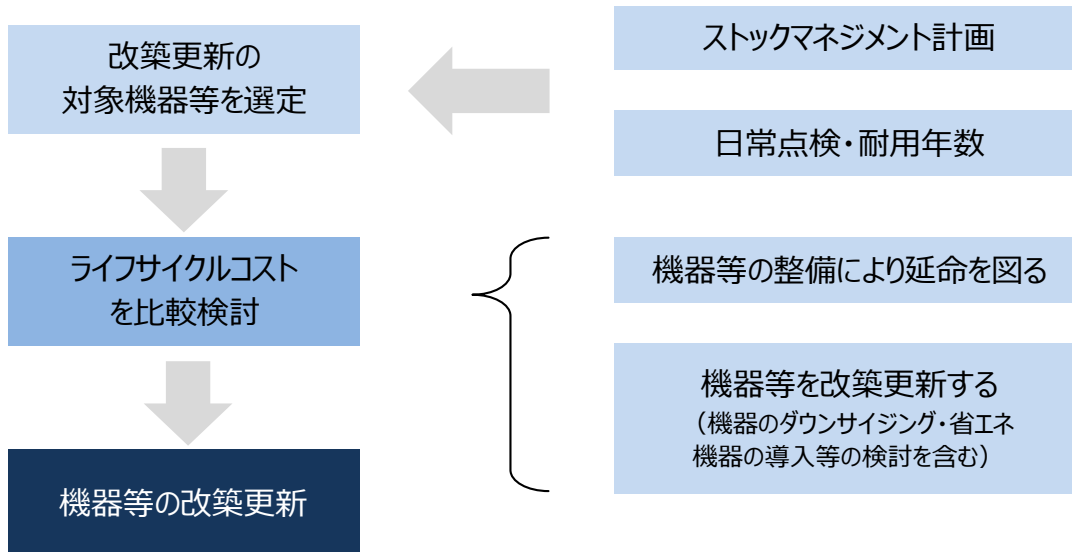 改築更新の
対象機器等を選定
ストックマネジメント計画
日常点検・耐用年数
ライフサイクルコスト
を比較検討
機器等の整備により延命を図る
機器等を改築更新する
（機器のダウンサイジング・省エネ
機器の導入等の検討を含む）
機器等の改築更新